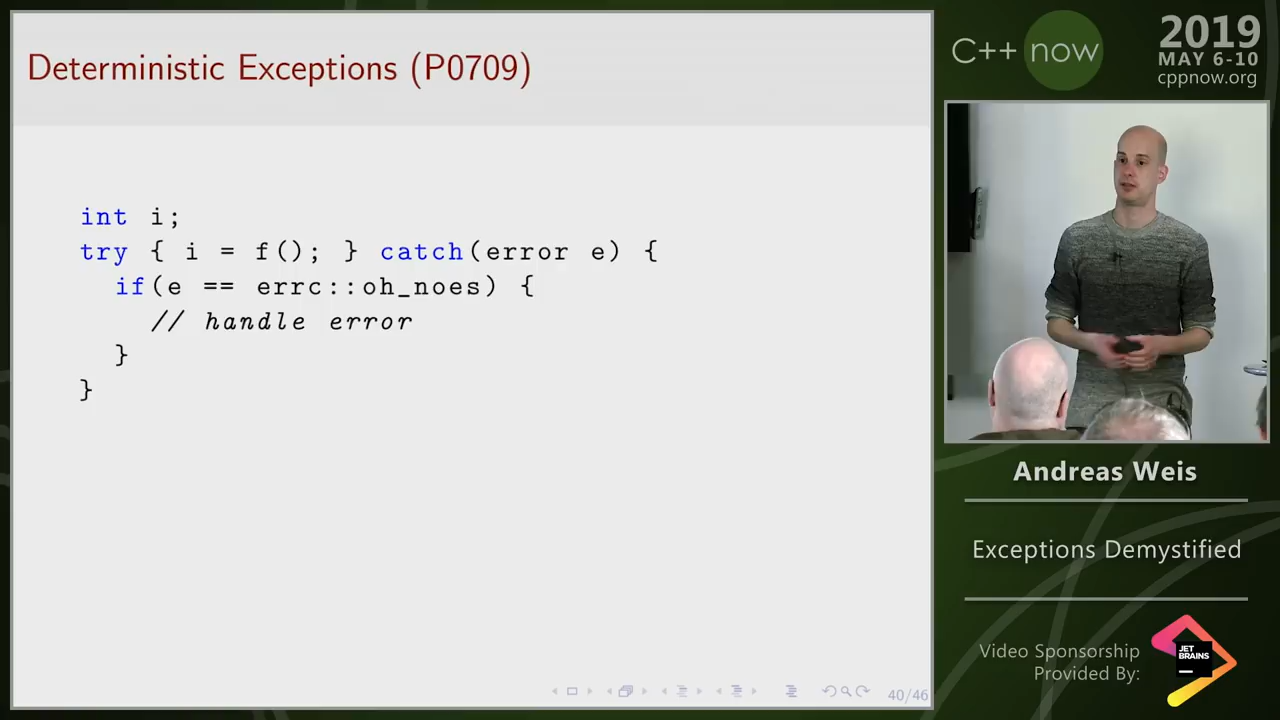 Deterministic Exceptions (P0709)
int i;
try { i = f(); } catch(error e) {
if(e == errc::oh_noes) {
// handle error
}
}
40/46
C++ now
2019
MAY 6-10
cppnow.org
Andreas Weis
Exceptions Demystified
Video Sponsorship
Provided By:
JET
BRAINS